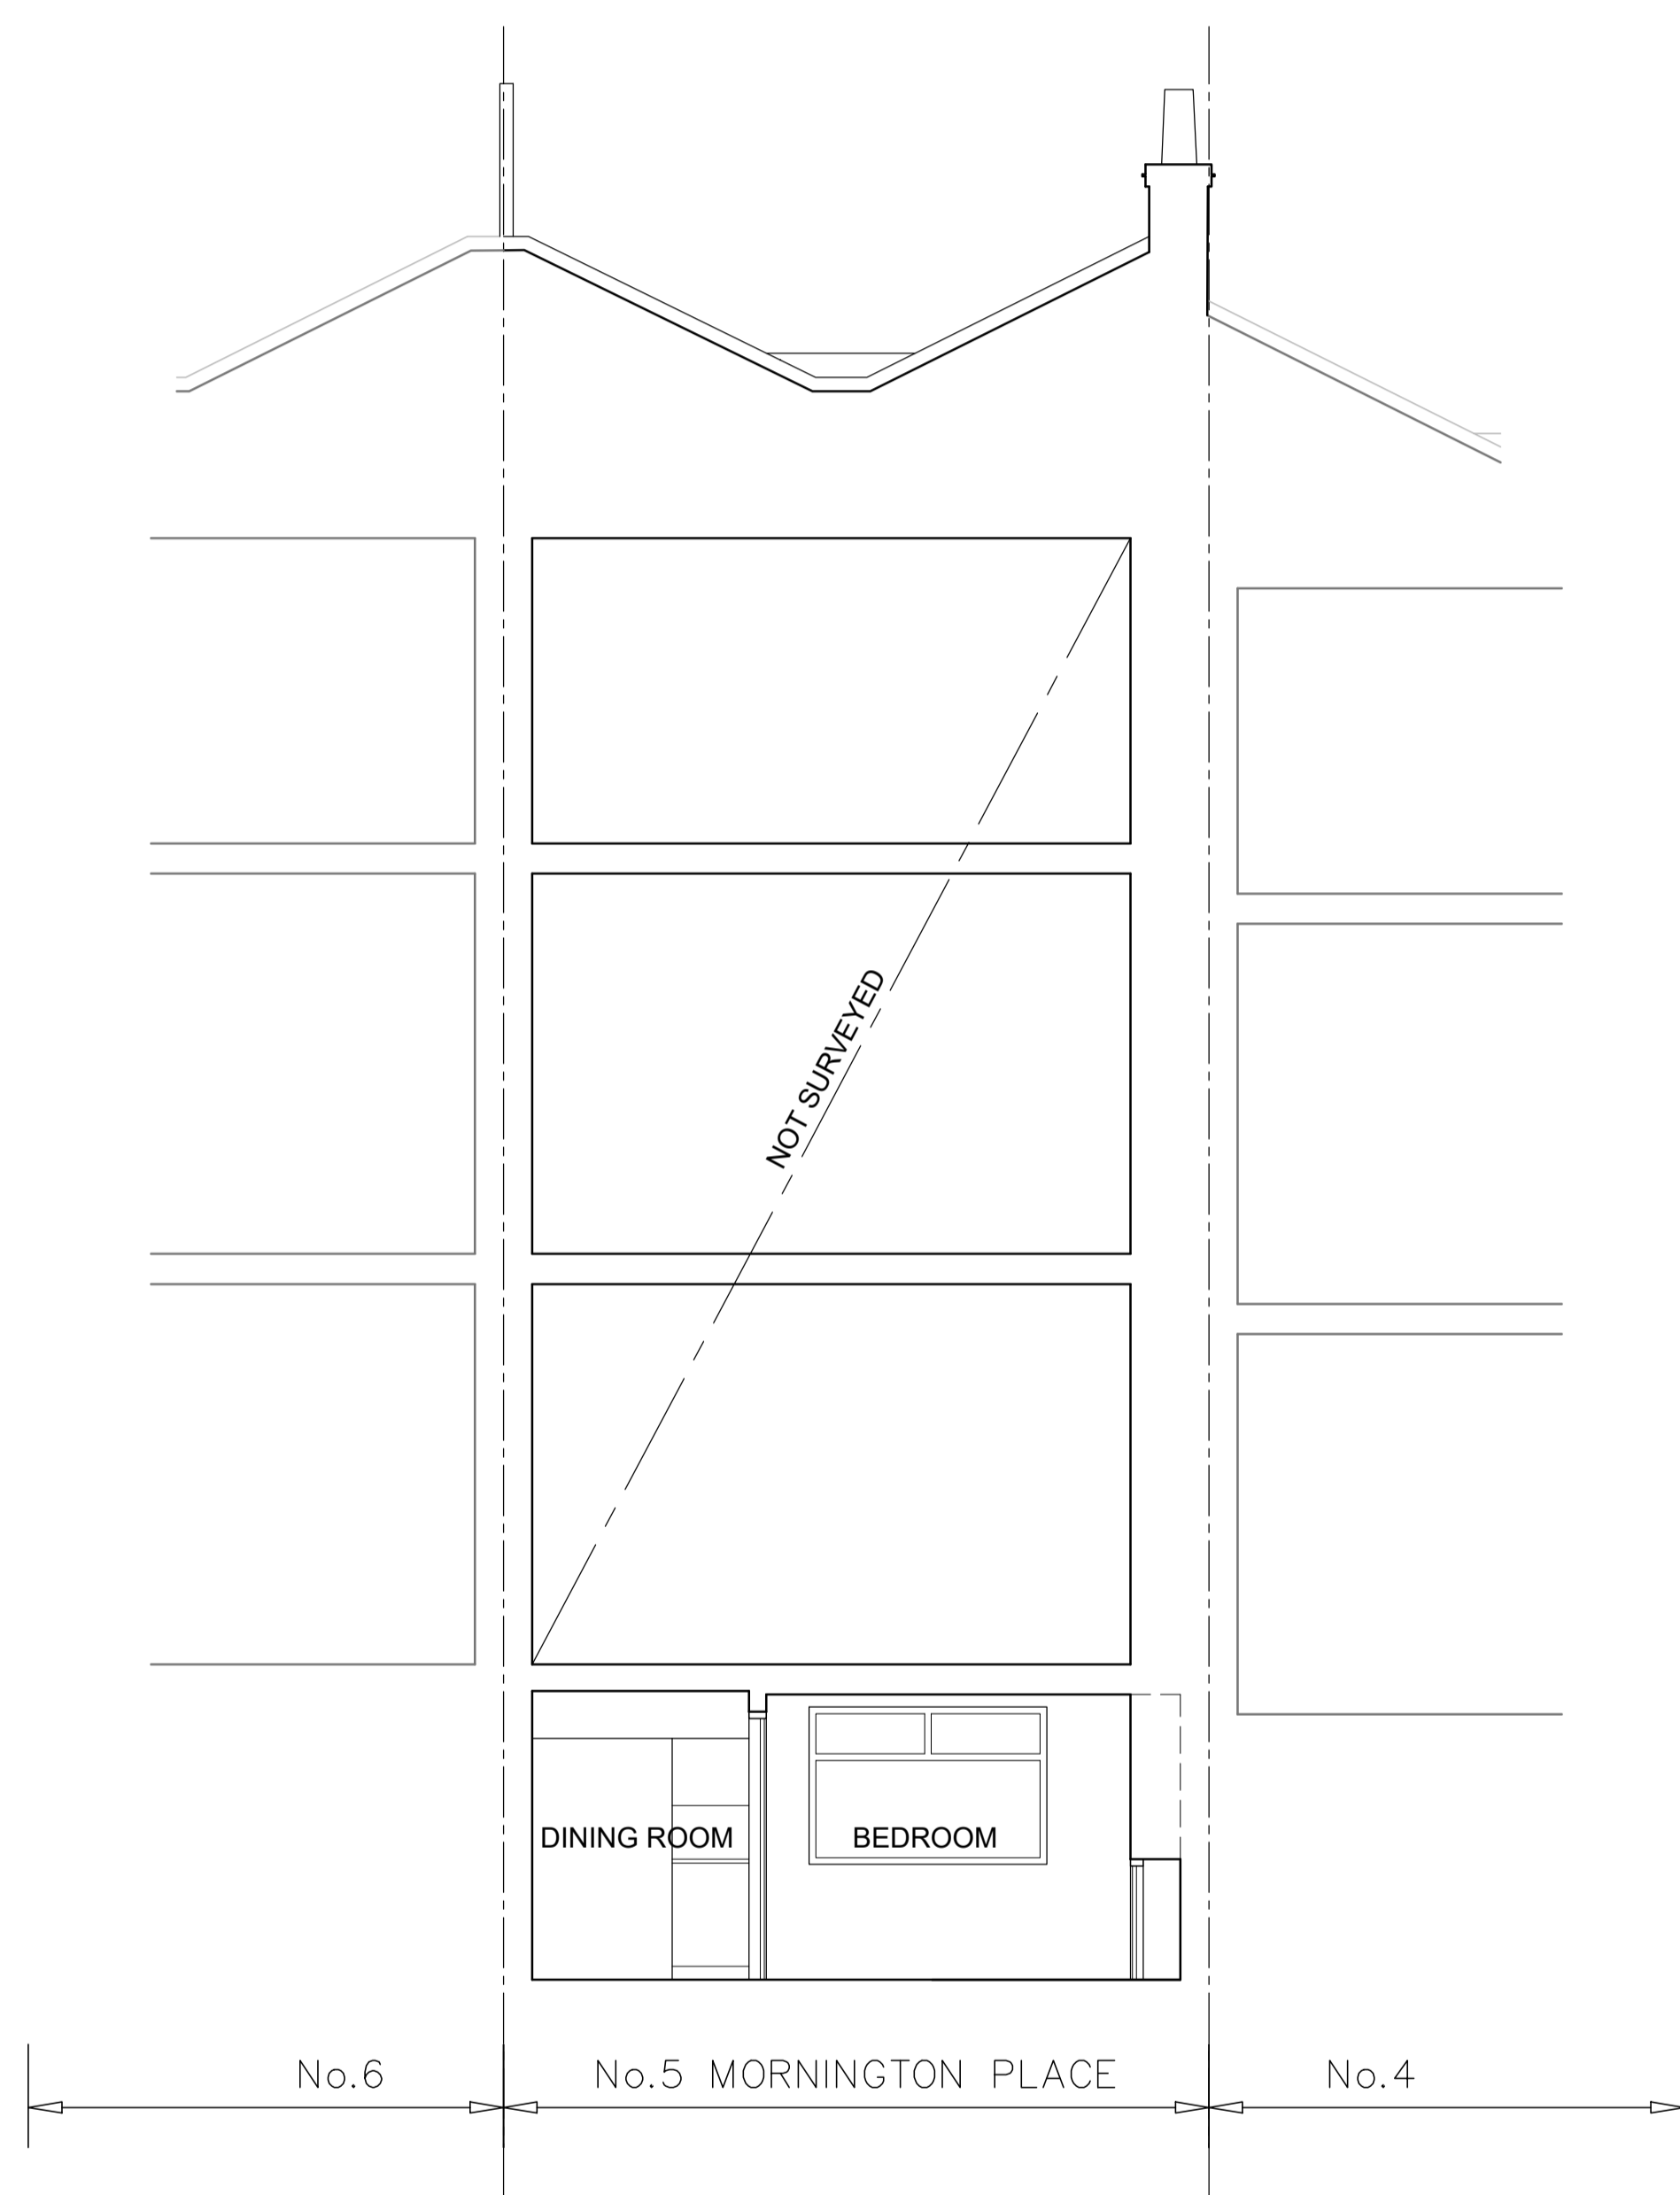 NOT SURVEYED
DINING ROOM
BEDROOM
No.6
No.5 MORNINGTON PLACE
No.4